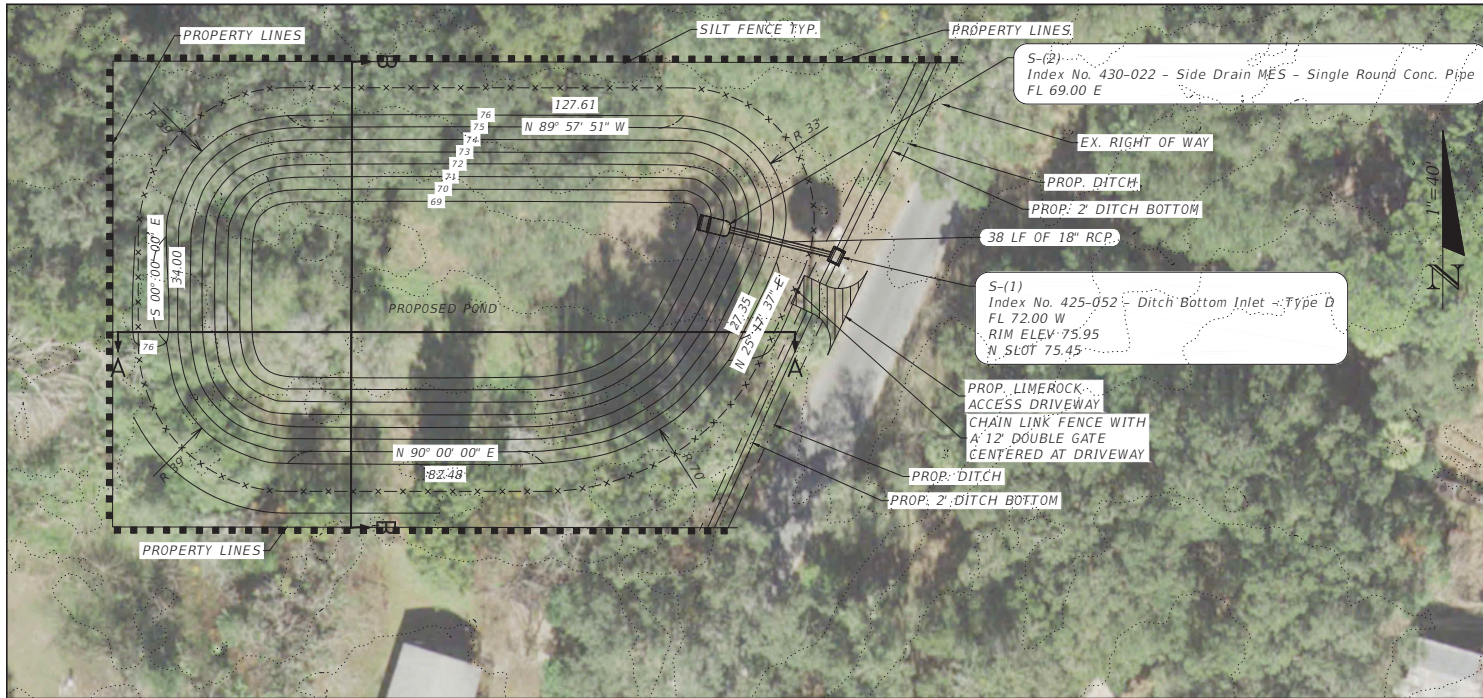 PROPERTY LINES
SILT FENCE TYP.
PROPERTY LINES
S-(2)
Index No. 430-022 - Side Drain MES - Single Round Conc. Pipe
FL 69.00 E
B
127.61
N 89° 57' 51" W
R 39'
R 33'
76
75
74
73
72
71
70
69
EX. RIGHT OF WAY
PROP. DITCH
PROP. 2' DITCH BOTTOM
38 LF OF 18" RCP
1"=40'
N
S 00° 00' 00" E
34.00
PROPOSED POND
27.35
N 25° 17' 37" E
S-(1)
Index No. 425-052 - Ditch Bottom Inlet - Type D
FL 72.00 W
RIM ELEV 75.95
N SLOT 75.45
76
A
A
PROP. LIMEROCK
ACCESS DRIVEWAY
CHAIN LINK FENCE WITH
A 12' DOUBLE GATE
CENTERED AT DRIVEWAY
N 90° 00' 00" E
82.48
R 39'
R 70'
PROP. DITCH
PROP. 2' DITCH BOTTOM
B
PROPERTY LINES